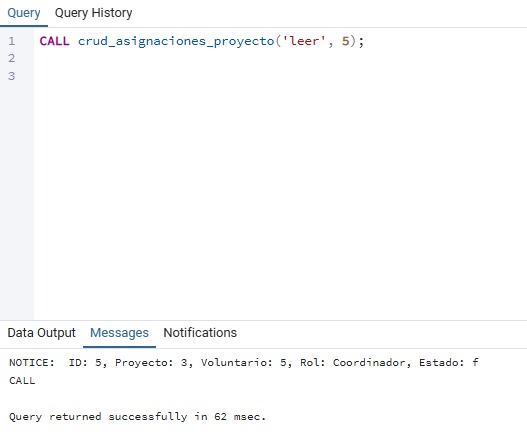 Query Query History
1 CALL crud_asignaciones_proyecto('leer', 5);
2
3
Data Output Messages Notifications
NOTICE:  ID: 5, Proyecto: 3, Voluntario: 5, Rol: Coordinador, Estado: f
CALL
Query returned successfully in 62 msec.